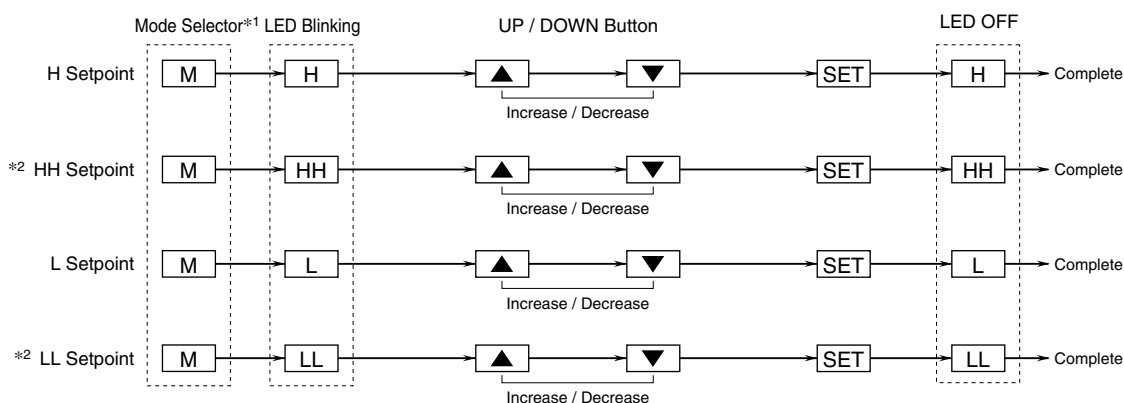 Mode Selector*1 LED Blinking UP / DOWN Button LED OFF
H Setpoint M H ▲ ▼ SET H Complete
Increase / Decrease
*2 HH Setpoint M HH ▲ ▼ SET HH Complete
Increase / Decrease
L Setpoint M L ▲ ▼ SET L Complete
Increase / Decrease
*2 LL Setpoint M LL ▲ ▼ SET LL Complete
Increase / Decrease